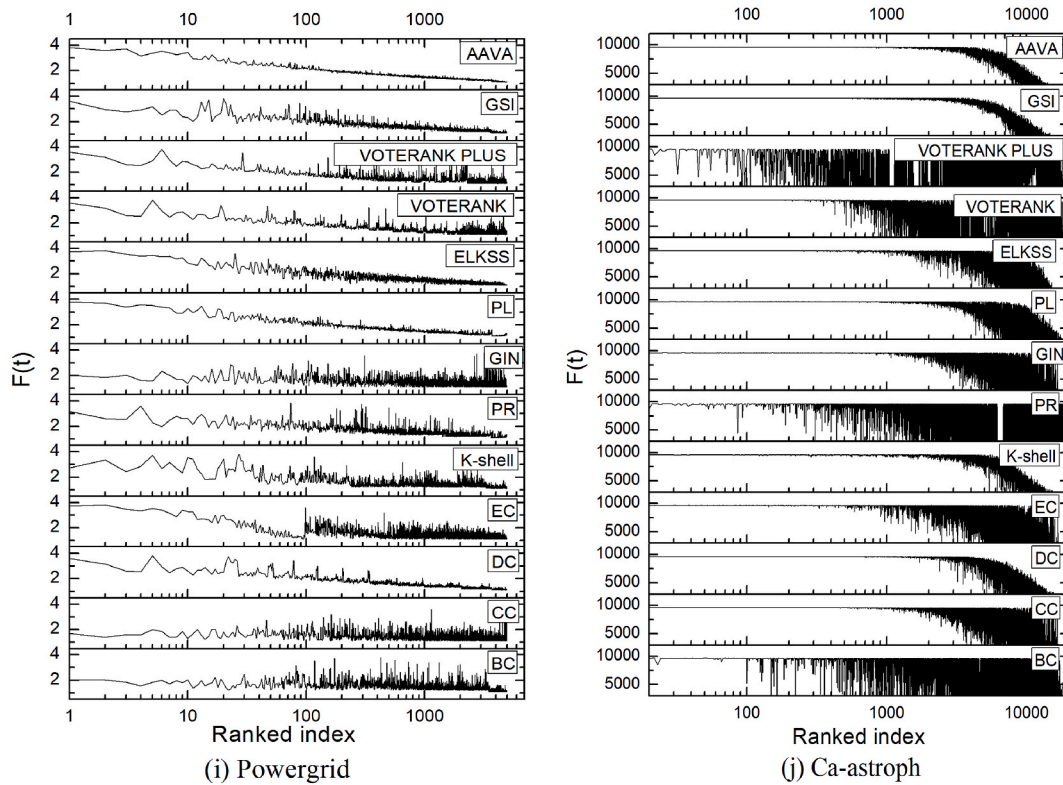 1 10 100 1000
4
2
AAVA
4
2
GSI
4
2
VOTERANK PLUS
4
2
VOTERANK
4
2
ELKSS
4
2
PL
4
2
GIN
4
2
PR
4
2
K-shell
4
2
EC
4
2
DC
4
2
CC
4
2
BC
F(t)
1 10 100 1000
Ranked index
(i) Powergrid
100 1000 10000
10000
5000
AAVA
10000
5000
GSI
10000
5000
VOTERANK PLUS
10000
5000
VOTERANK
10000
5000
ELKSS
10000
5000
PL
10000
5000
GIN
10000
5000
PR
10000
5000
K-shell
10000
5000
EC
10000
5000
DC
10000
5000
CC
10000
5000
BC
F(t)
100 1000 10000
Ranked index
(j) Ca-astroph